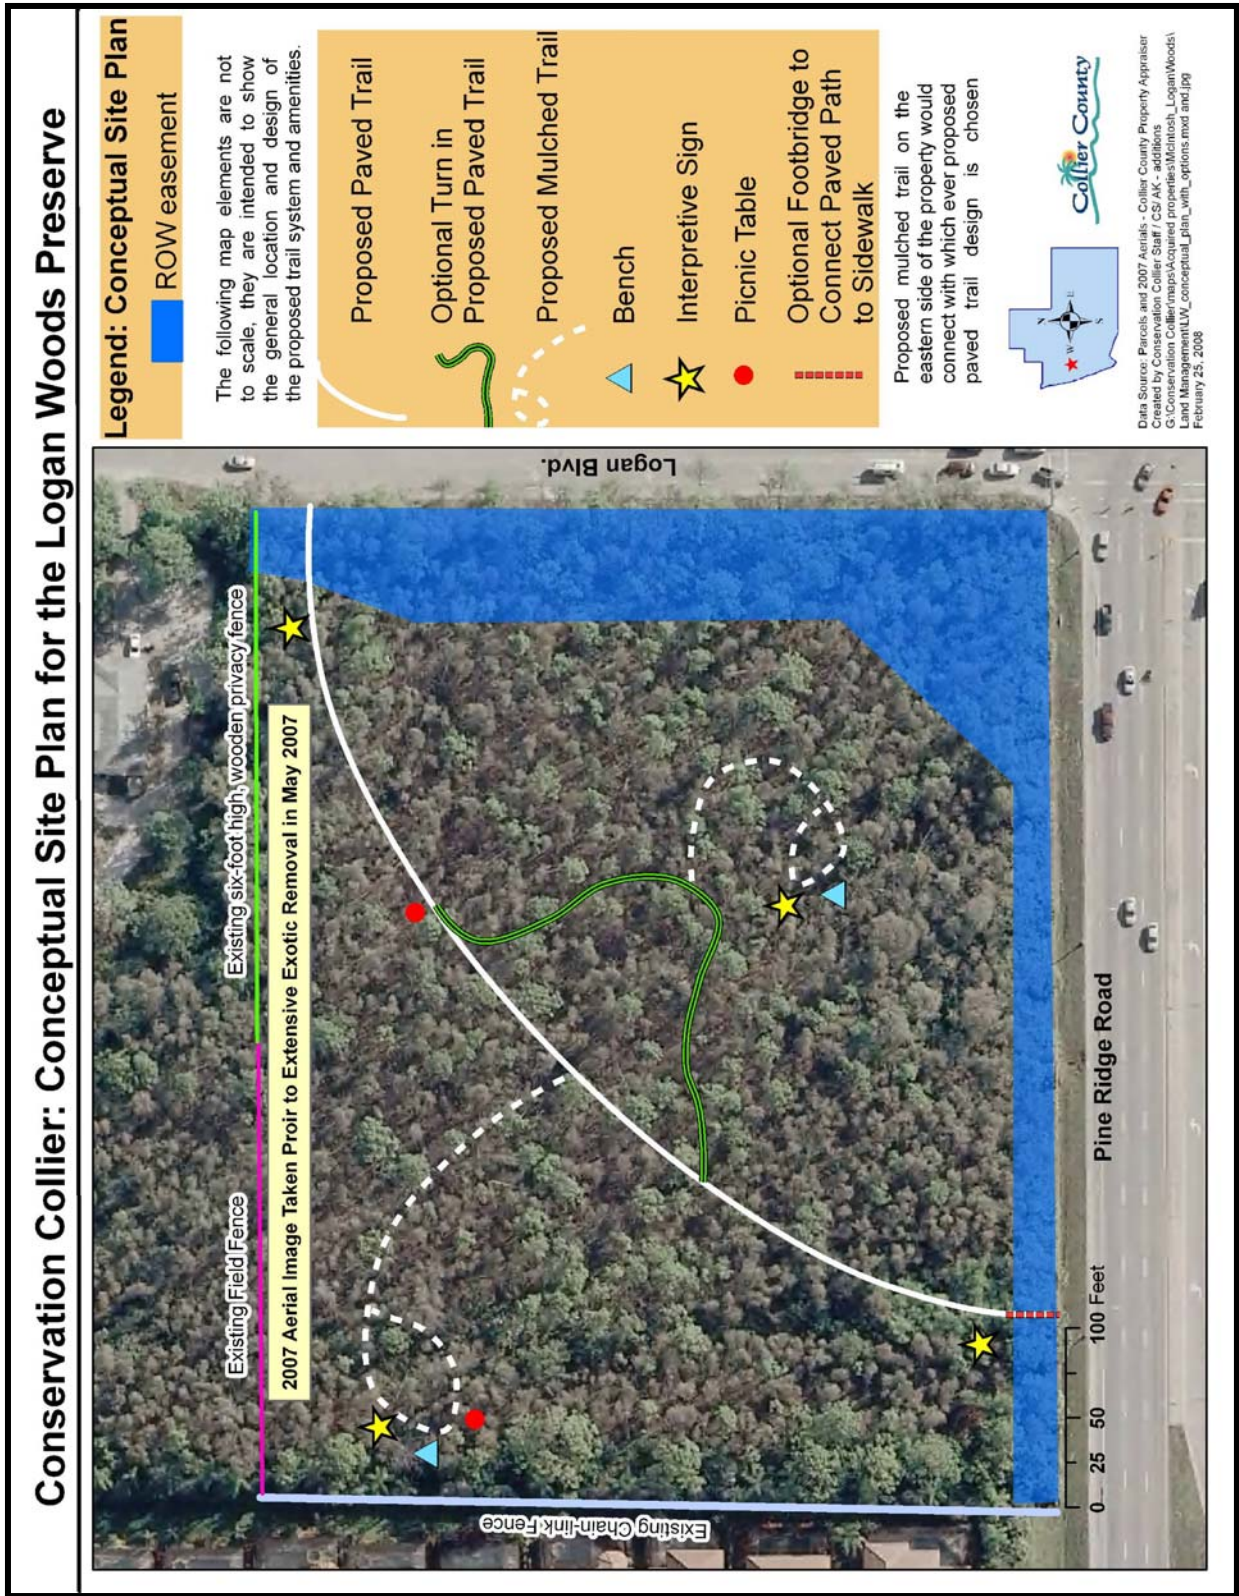 Conservation Collier: Conceptual Site Plan for the Logan Woods Preserve
Existing Field Fence
Existing six-foot high, wooden privacy fence
2007 Aerial Image Taken Proir to Extensive Exotic Removal in May 2007
Existing Chain-link Fence
Logan Blvd.
0 25 50 100 Feet
Pine Ridge Road
Legend: Conceptual Site Plan
ROW easement
The following map elements are not
to scale, they are intended to show
the general location and design of
the proposed trail system and amenities.
Proposed Paved Trail
Optional Turn in
Proposed Paved Trail
Proposed Mulched Trail
Bench
Interpretive Sign
Picnic Table
Optional Footbridge to
Connect Paved Path
to Sidewalk
Proposed mulched trail on the
eastern side of the property would
connect with which ever proposed
paved trail design is chosen
N
W E
S
Collier County
Data Source: Parcels and 2007 Aerials - Collier County Property Appraiser
Created by Conservation Collier Staff / CS/ AK - additions
G:\Conservation Collier\maps\Acquired properties\McIntosh_LoganWoods\
Land Management\LW_conceptual_plan_with_options.mxd and.jpg
February 25, 2008